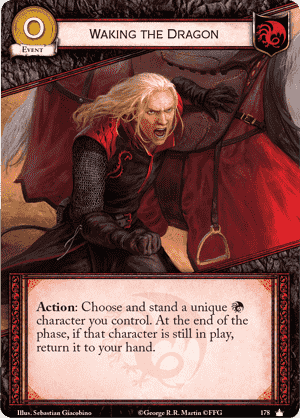 0
WAKING THE DRAGON
EVENT
Action: Choose and stand a unique
character you control. At the end of the
phase, if that character is still in play,
return it to your hand.
Illus. Sebastian Giacobino ©George R.R. Martin ©FFG 178